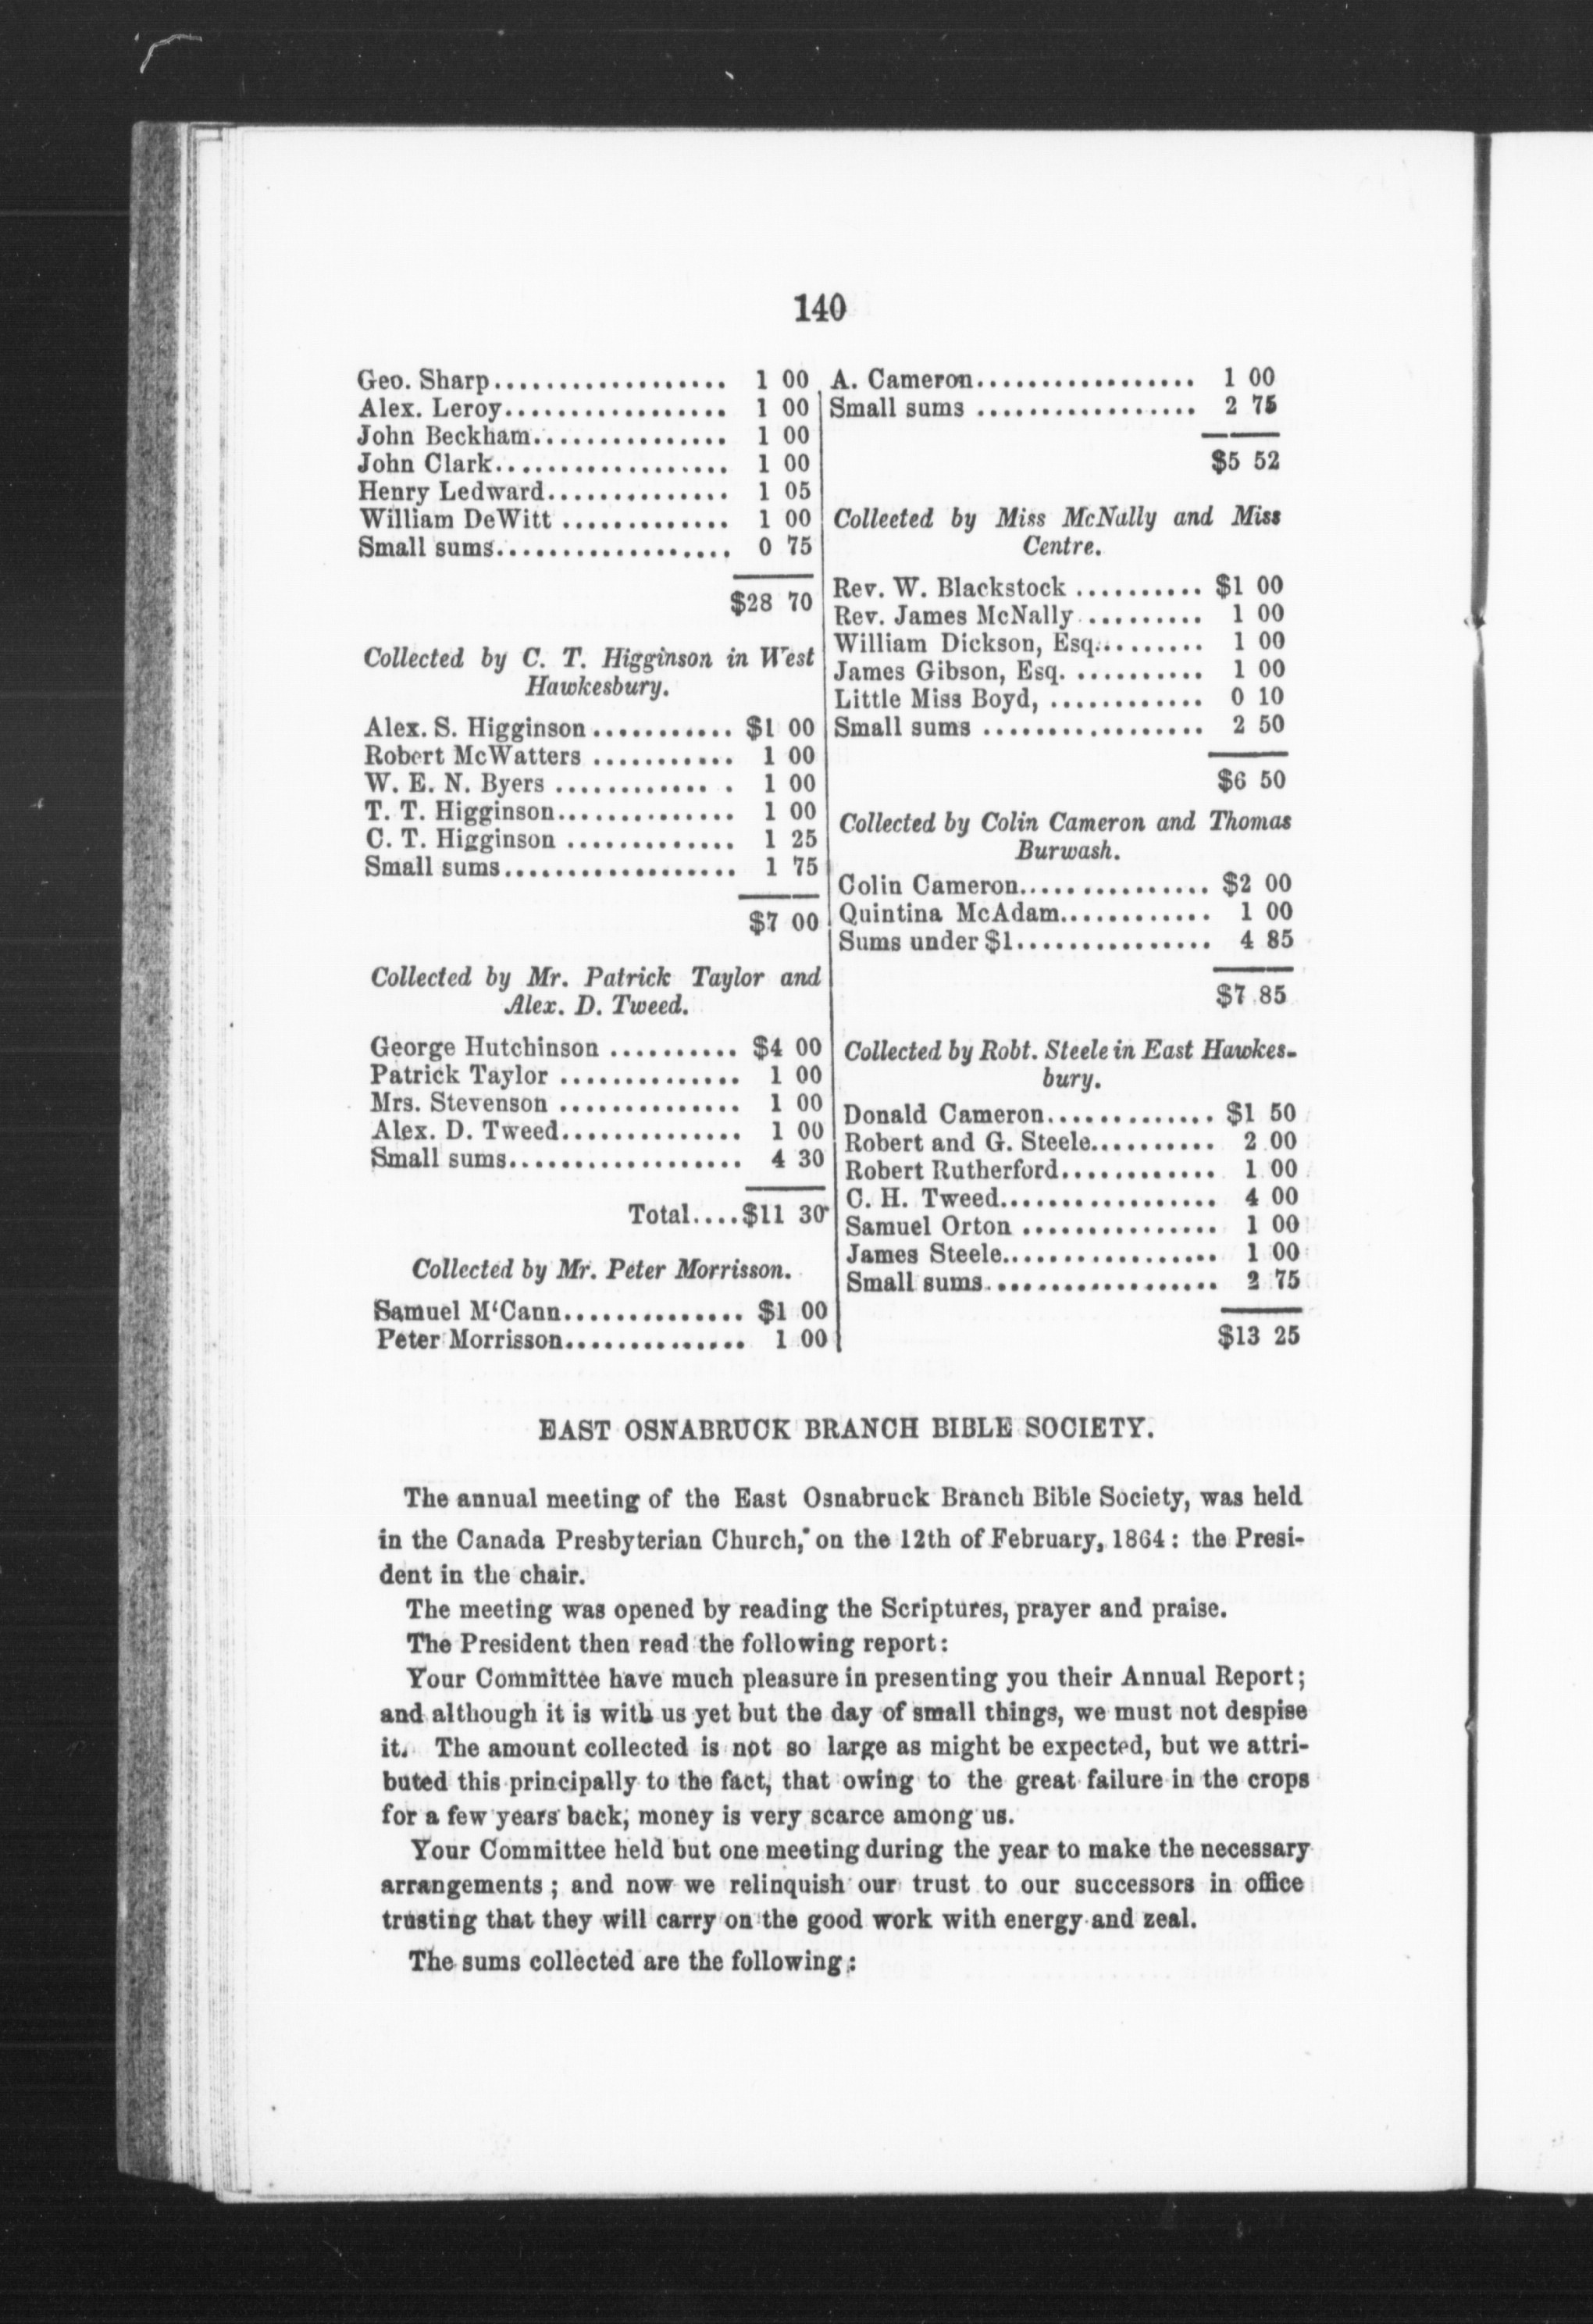 140
Geo. Sharp.................. 1 00
Alex. Leroy................. 1 00
John Beckham............... 1 00
John Clark.................. 1 00
Henry Ledward.............. 1 05
William DeWitt ............. 1 00
Small sums.................. 0 75
$28 70
Collected by C. T. Higginson in West
Hawkesbury.
Alex. S. Higginson ........... $1 00
Robert McWatters ........... 1 00
W. E. N. Byers ............ . 1 00
T. T. Higginson.............. 1 00
C. T. Higginson ............. 1 25
Small sums.................. 1 75
$7 00
Collected by Mr. Patrick Taylor and
Alex. D. Tweed.
George Hutchinson .......... $4 00
Patrick Taylor .............. 1 00
Mrs. Stevenson .............. 1 00
Alex. D. Tweed.............. 1 00
Small sums.................. 4 30
Total....$11 30
Collected by Mr. Peter Morrisson.
Samuel M‘Cann.............. $1 00
Peter Morrisson.............. 1 00
A. Cameron................. 1 00
Small sums ................. 2 75
$5 52
Colleeted by Miss McNally and Miss
Centre.
Rev. W. Blackstock .......... $1 00
Rev. James McNally ......... 1 00
William Dickson, Esq......... 1 00
James Gibson, Esq. .......... 1 00
Little Miss Boyd, ............ 0 10
Small sums ................. 2 50
$6 50
Collected by Colin Cameron and Thomas
Burwash.
Colin Cameron............... $2 00
Quintina McAdam............ 1 00
Sums under $1............... 4 85
$7 85
Collected by Robt. Steele in East Hawkes-
bury.
Donald Cameron............. $1 50
Robert and G. Steele.......... 2 00
Robert Rutherford............ 1 00
C. H. Tweed................. 4 00
Samuel Orton ............... 1 00
James Steele................. 1 00
Small sums.................. 2 75
$13 25
EAST OSNABRUCK BRANCH BIBLE SOCIETY.
The annual meeting of the East Osnabruck Branch Bible Society, was held
in the Canada Presbyterian Church, on the 12th of February, 1864: the Presi-
dent in the chair.
The meeting was opened by reading the Scriptures, prayer and praise.
The President then read the following report:
Your Committee have much pleasure in presenting you their Annual Report;
and although it is with us yet but the day of small things, we must not despise
it. The amount collected is not so large as might be expected, but we attri-
buted this principally to the fact, that owing to the great failure in the crops
for a few years back, money is very scarce among us.
Your Committee held but one meeting during the year to make the necessary
arrangements; and now we relinquish our trust to our successors in office
trusting that they will carry on the good work with energy and zeal.
The sums collected are the following: